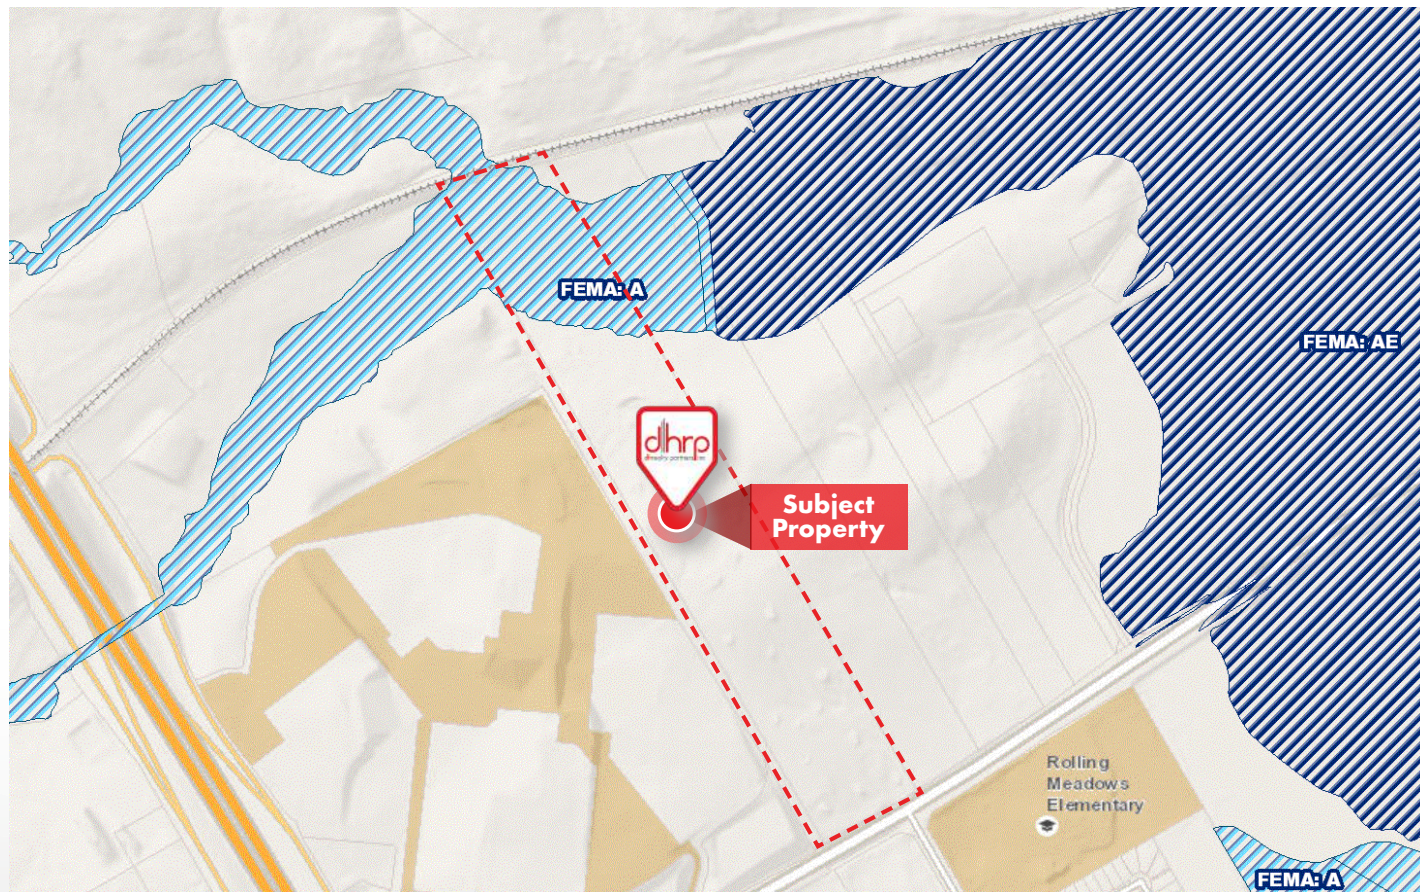 FEMA: A
FEMA: AE
dhrp
Subject
Property
Rolling
Meadows
Elementary
FEMA: A